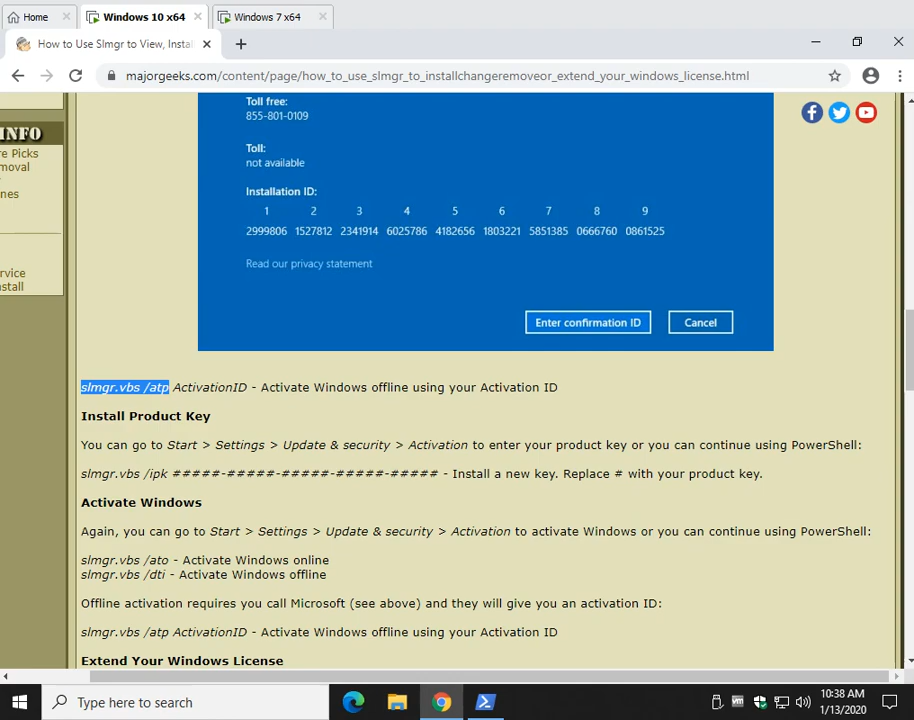 Home
Windows 10 x64
Windows 7 x64
How to Use Slmgr to View, Instal
majorgeeks.com/content/page/how_to_use_slmgr_to_installchangeremoveor_extend_your_windows_license.html
INFO
re Picks
moval
nes
rvice
nstall
Toll free:
855-801-0109
Toll:
not available
Installation ID:
1 2 3 4 5 6 7 8 9
2999806 1527812 2341914 6025786 4182656 1803221 5851385 0666760 0861525
Read our privacy statement
Enter confirmation ID Cancel
slmgr.vbs /atp ActivationID - Activate Windows offline using your Activation ID
Install Product Key
You can go to Start > Settings > Update & security > Activation to enter your product key or you can continue using PowerShell:
slmgr.vbs /ipk #####-#####-#####-#####-##### - Install a new key. Replace # with your product key.
Activate Windows
Again, you can go to Start > Settings > Update & security > Activation to activate Windows or you can continue using PowerShell:
slmgr.vbs /ato - Activate Windows online
slmgr.vbs /dti - Activate Windows offline
Offline activation requires you call Microsoft (see above) and they will give you an activation ID:
slmgr.vbs /atp ActivationID - Activate Windows offline using your Activation ID
Extend Your Windows License
Type here to search
10:38 AM
1/13/2020